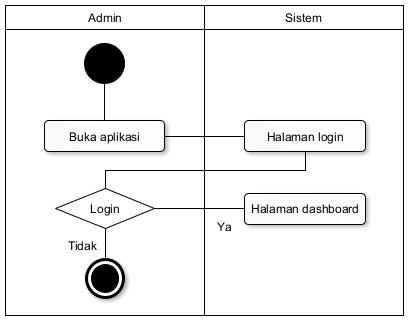 Admin
Sistem
Buka aplikasi
Halaman login
Login
Halaman dashboard
Ya
Tidak